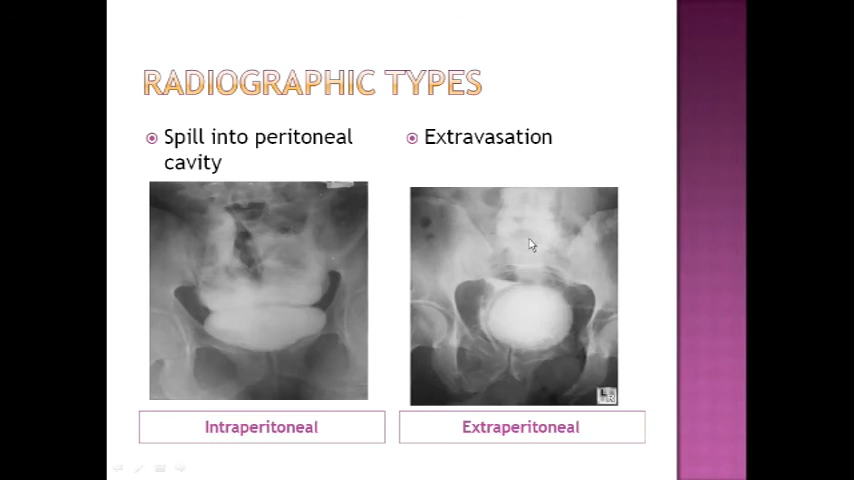 RADIOGRAPHIC TYPES
Spill into peritoneal
cavity
Extravasation
Intraperitoneal
Extraperitoneal